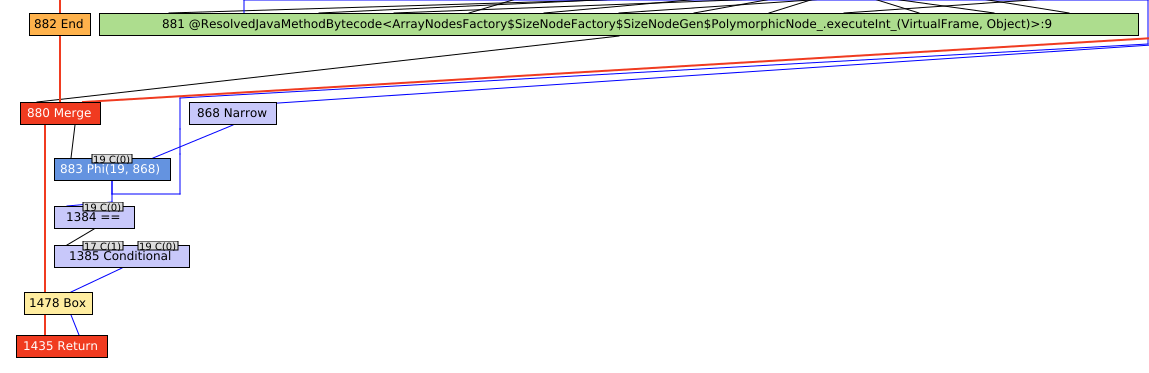 882 End
881 @ResolvedJavaMethodBytecode<ArrayNodesFactory$SizeNodeFactory$SizeNodeGen$PolymorphicNode_.executeInt_(VirtualFrame, Object)>:9
880 Merge
868 Narrow
19 C(0)
883 Phi(19, 868)
19 C(0)
1384 ==
17 C(1)
19 C(0)
1385 Conditional
1478 Box
1435 Return